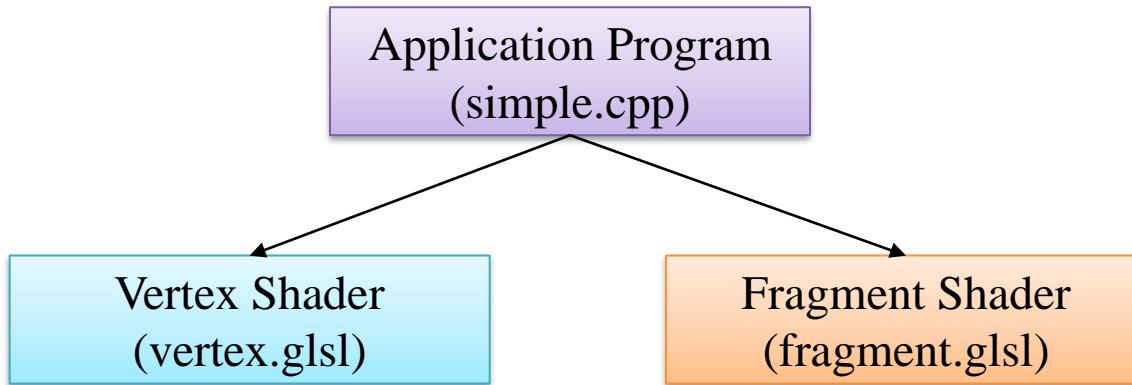 Application Program
(simple.cpp)
Vertex Shader
(vertex.glsl)
Fragment Shader
(fragment.glsl)